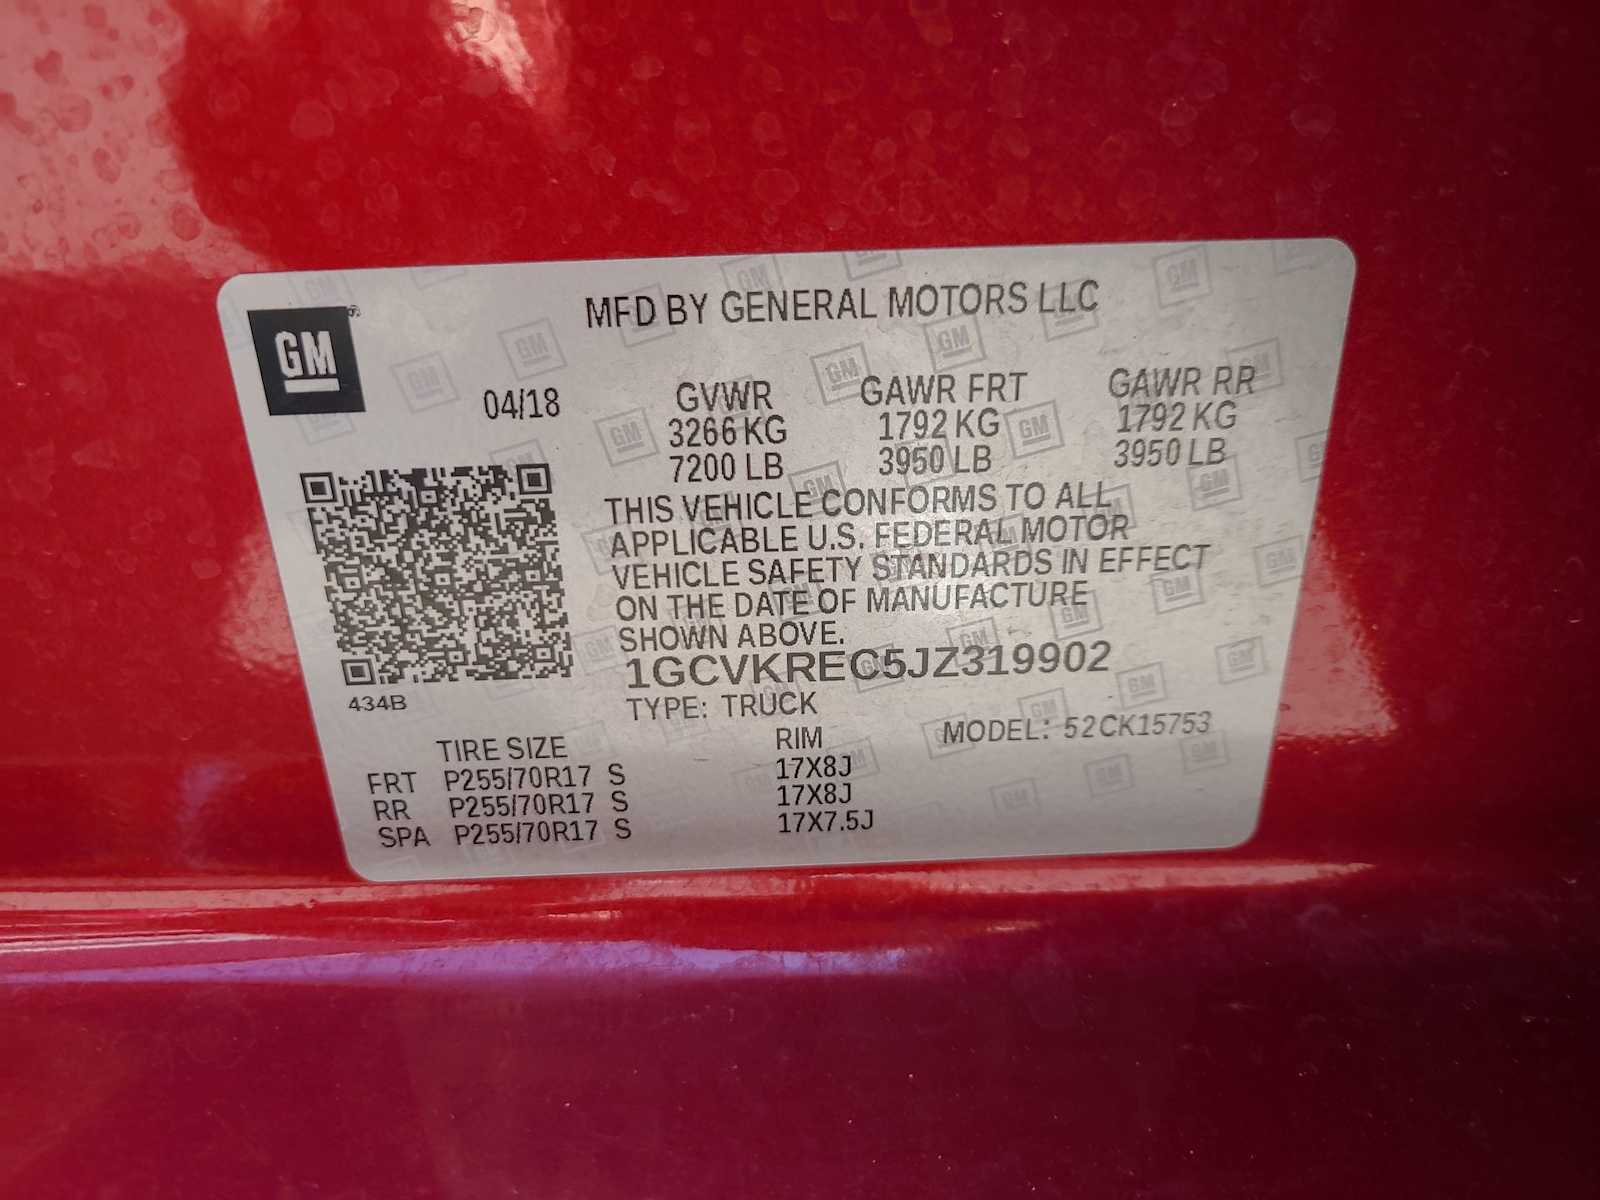 GM
MFD BY GENERAL MOTORS LLC
04/18
GVWR GAWR FRT GAWR RR
3266 KG 1792 KG 1792 KG
7200 LB 3950 LB 3950 LB
THIS VEHICLE CONFORMS TO ALL
APPLICABLE U.S. FEDERAL MOTOR
VEHICLE SAFETY STANDARDS IN EFFECT
ON THE DATE OF MANUFACTURE
SHOWN ABOVE.
1GCVKREC5JZ319902
434B
TYPE: TRUCK
MODEL: 52CK15753
TIRE SIZE RIM
FRT P255/70R17 S 17X8J
RR P255/70R17 S 17X8J
SPA P255/70R17 S 17X7.5J